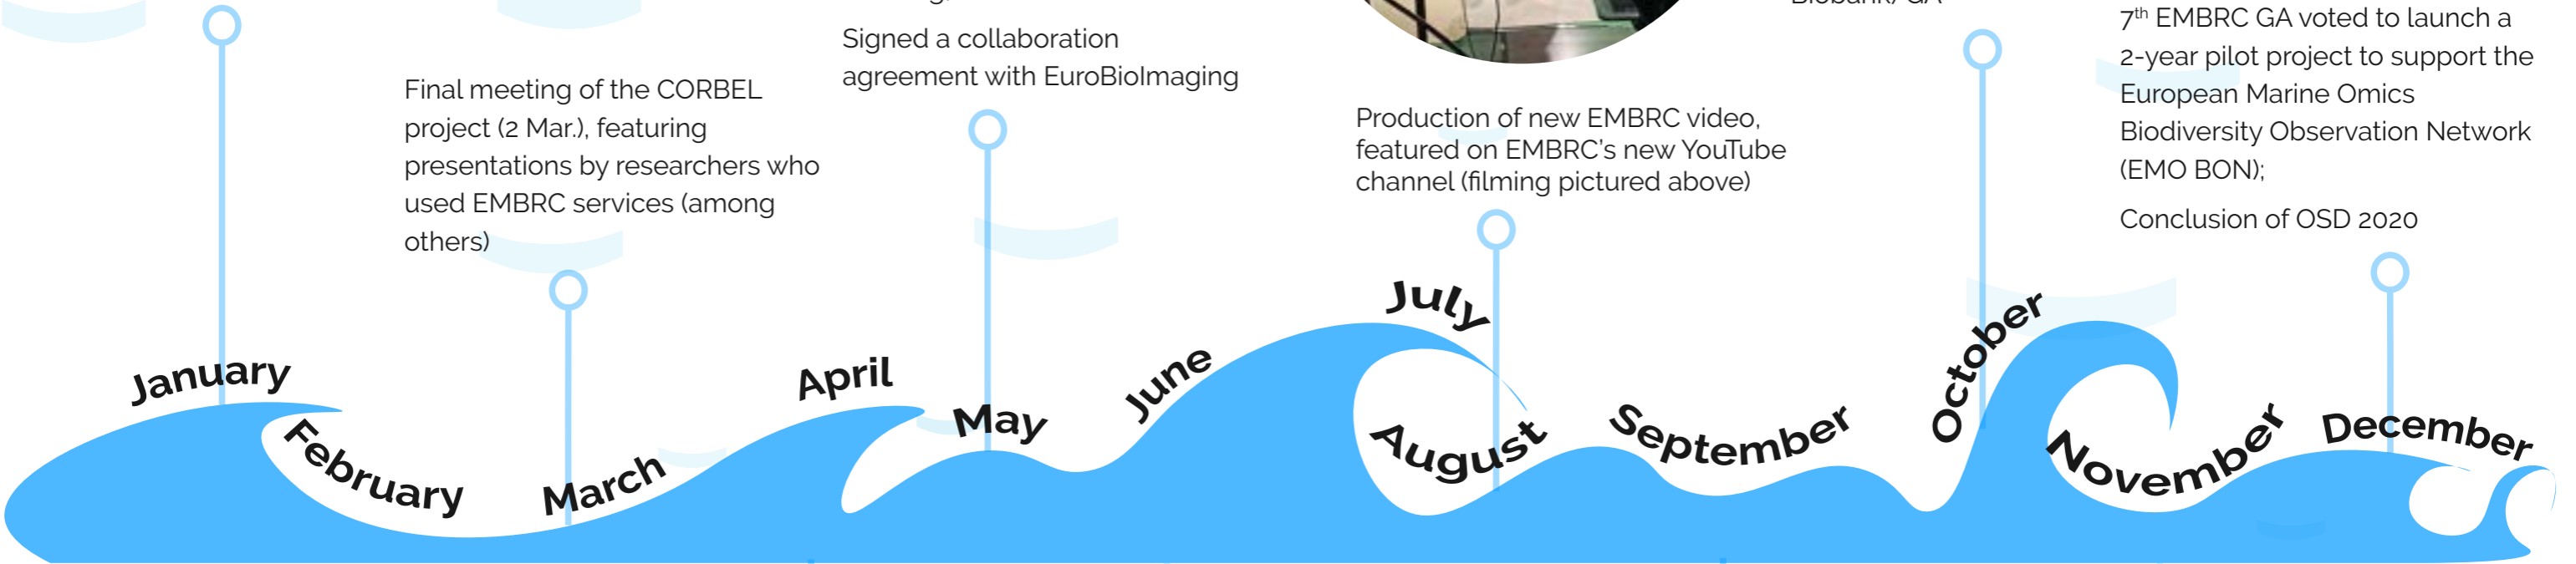 Final meeting of the CORBEL
project (2 Mar.), featuring
presentations by researchers who
used EMBRC services (among
others)
Signed a collaboration
agreement with EuroBioImaging
Production of new EMBRC video,
featured on EMBRC's new YouTube
channel (filming pictured above)
7th EMBRC GA voted to launch a
2-year pilot project to support the
European Marine Omics
Biodiversity Observation Network
(EMO BON);
Conclusion of OSD 2020
January
February
March
April
May
June
July
August
September
October
November
December